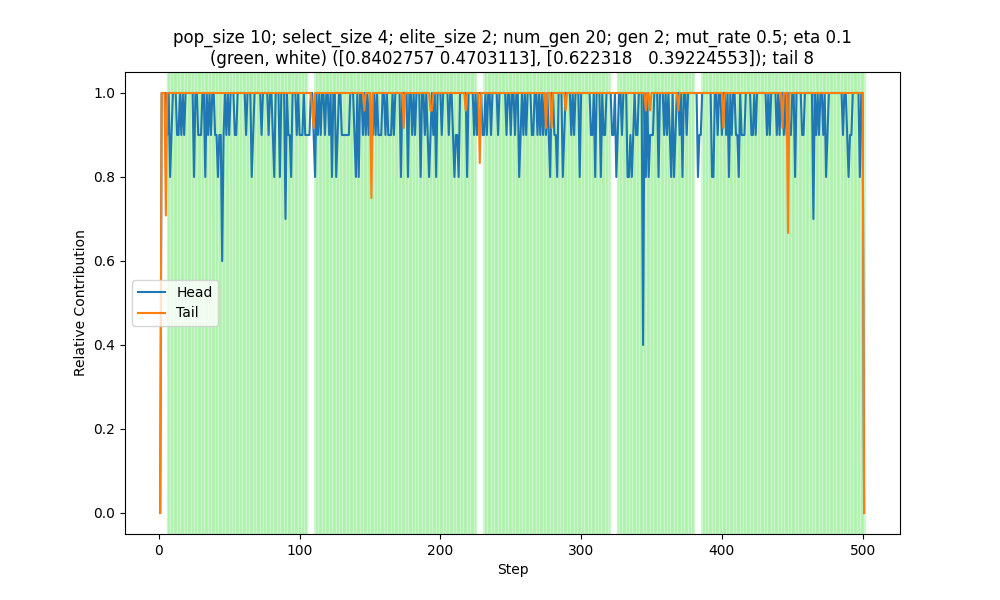 pop_size 10; select_size 4; elite_size 2; num_gen 20; gen 2; mut_rate 0.5; eta 0.1
(green, white) ([0.8402757 0.4703113], [0.622318   0.39224553]); tail 8
1.0
0.8
0.6
0.4
0.2
0.0
Relative Contribution
Head
Tail
0
100
200
300
400
500
Step